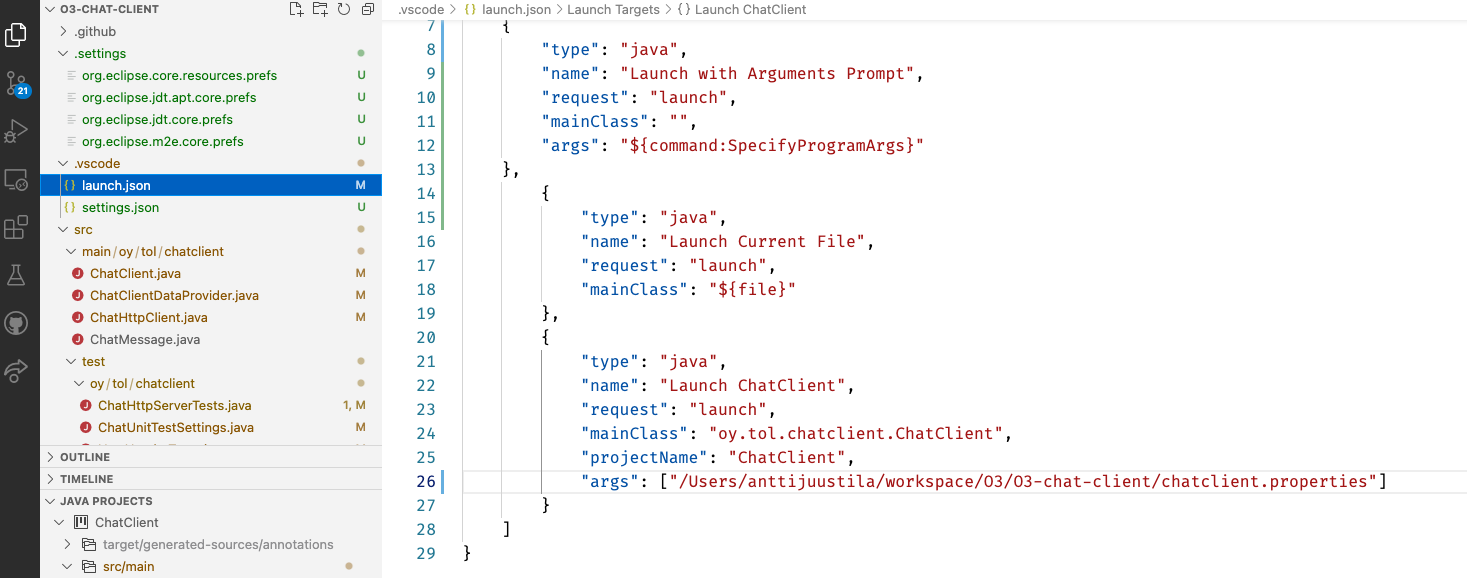 O3-CHAT-CLIENT
.github
.settings
org.eclipse.core.resources.prefs U
org.eclipse.jdt.apt.core.prefs U
org.eclipse.jdt.core.prefs U
org.eclipse.m2e.core.prefs U
.vscode
{} launch.json M
{} settings.json U
src
main/oy/tol/chatclient
J ChatClient.java M
J ChatClientDataProvider.java M
J ChatHttpClient.java M
J ChatMessage.java
test
oy/tol/chatclient
J ChatHttpServerTests.java 1, M
J ChatUnitTestSettings.java M
OUTLINE
TIMELINE
JAVA PROJECTS
ChatClient
target/generated-sources/annotations
src/main
21
.vscode > {} launch.json > Launch Targets > {} Launch ChatClient
7 {
8 "type": "java",
9 "name": "Launch with Arguments Prompt",
10 "request": "launch",
11 "mainClass": "",
12 "args": "${command:SpecifyProgramArgs}"
13 },
14 {
15 "type": "java",
16 "name": "Launch Current File",
17 "request": "launch",
18 "mainClass": "${file}"
19 },
20 {
21 "type": "java",
22 "name": "Launch ChatClient",
23 "request": "launch",
24 "mainClass": "oy.tol.chatclient.ChatClient",
25 "projectName": "ChatClient",
26 "args": ["/Users/anttijuustila/workspace/O3/O3-chat-client/chatclient.properties"]
27 }
28 ]
29 }